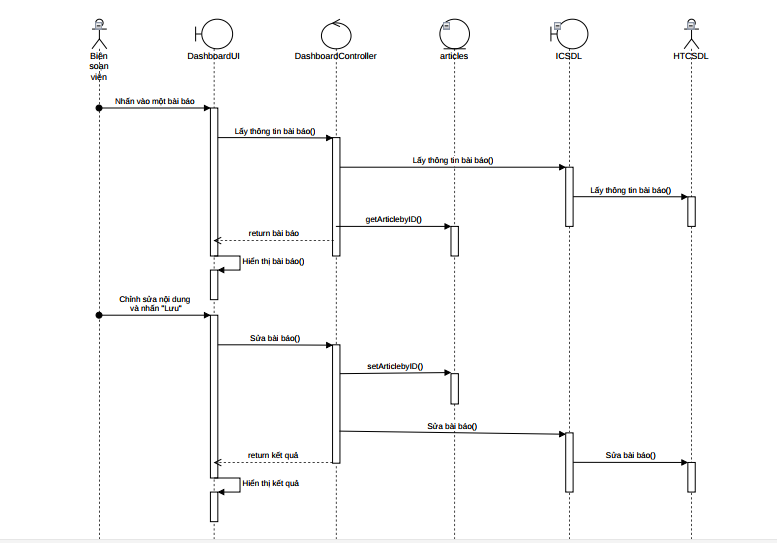 Biên
soạn
viên
DashboardUI
DashboardController
articles
ICSDL
HTCSDL
Nhấn vào một bài báo
Lấy thông tin bài báo()
Lấy thông tin bài báo()
Lấy thông tin bài báo()
getArticlebyID()
return bài báo
Hiển thị bài báo()
Chỉnh sửa nội dung
và nhấn "Lưu"
Sửa bài báo()
setArticlebyID()
Sửa bài báo()
Sửa bài báo()
return kết quả
Hiển thị kết quả